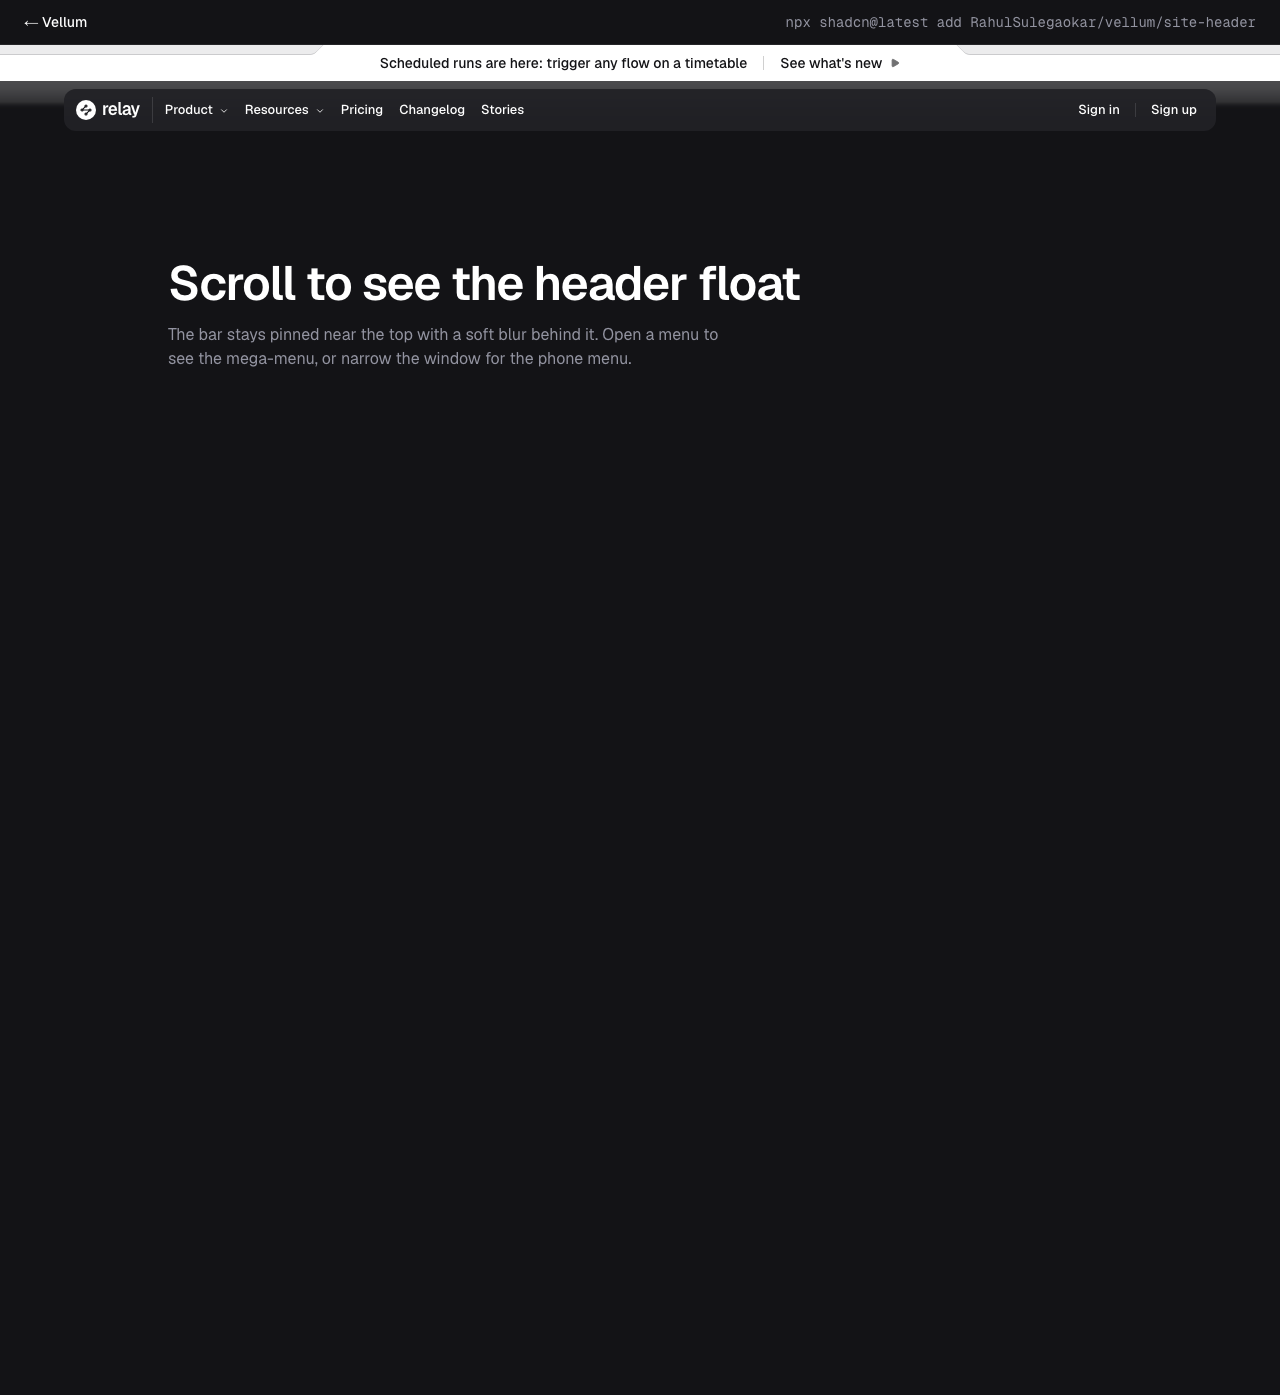 ← Vellum
npx shadcn@latest add RahulSulegaokar/vellum/site-header
Scheduled runs are here: trigger any flow on a timetable
See what's new
relay
Product
Resources
Pricing
Changelog
Stories
Sign in
Sign up
Scroll to see the header float
The bar stays pinned near the top with a soft blur behind it. Open a menu to
see the mega-menu, or narrow the window for the phone menu.